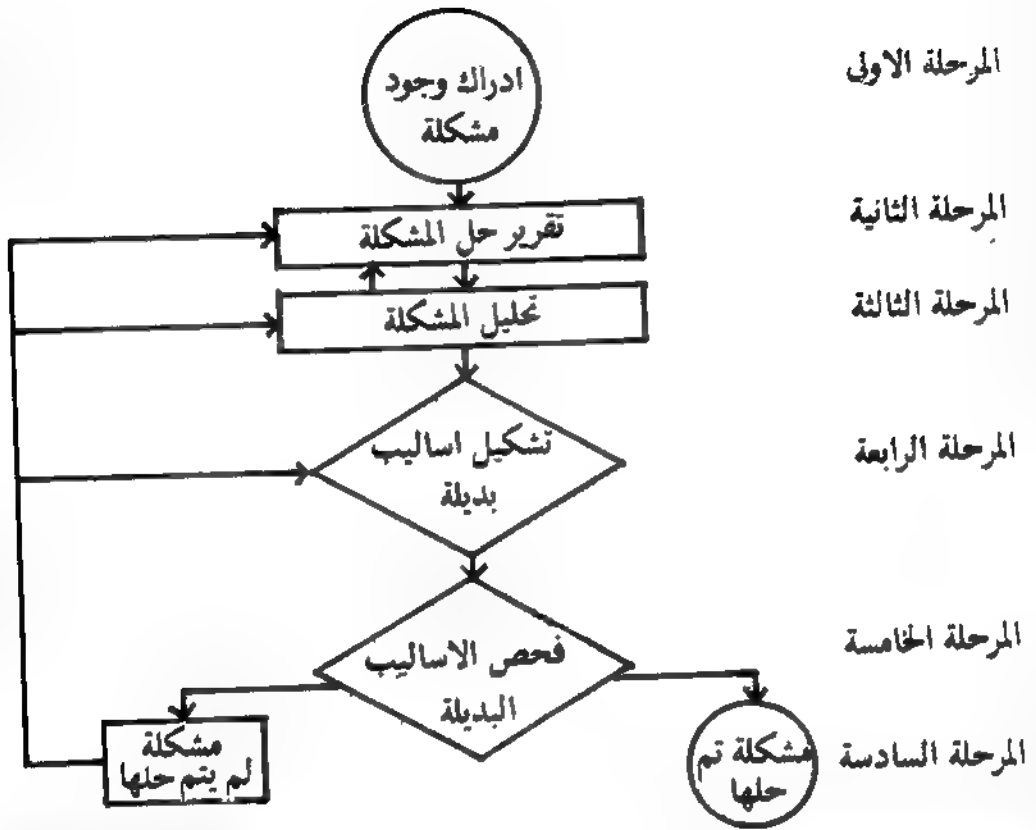 المرحلة الاولى
ادراك وجود
مشكلة
المرحلة الثانية
تقرير حل المشكلة
المرحلة الثالثة
تحليل المشكلة
المرحلة الرابعة
تشكيل اساليب
بديلة
المرحلة الخامسة
فحص الاساليب
البديلة
المرحلة السادسة
مشكلة تم
حلها
مشكلة
لم يتم حلها